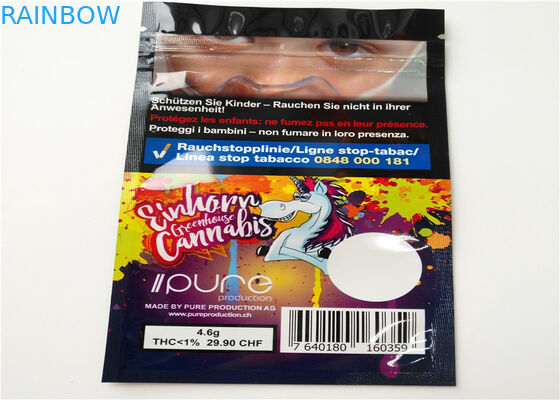 RAINBOW
Schützen Sie Kinder – Rauchen Sie nicht in ihrer
Anwesenheit!
Protégez les enfants: ne fumez pas en leur présence.
Proteggi i bambini – non fumare in loro presenza.
Rauchstopplinie/Ligne stop-tabac/
Linea stop tabacco 0848 000 181
Einhorn
Greenhouse
Cannabis
//pure
production
MADE BY PURE PRODUCTION AG
www.pureproduction.ch
4.6g
THC<1% 29.90 CHF
7 640180 160359